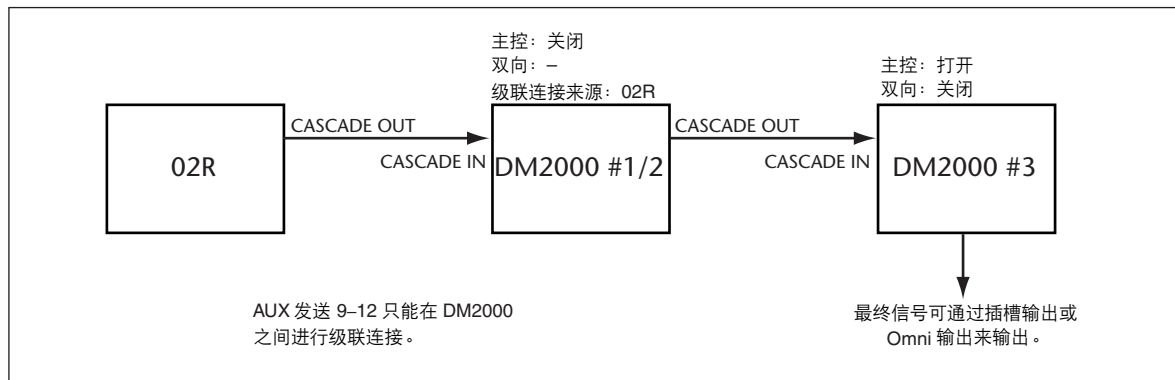 主控：关闭
双向：–
级联连接来源：02R
主控：打开
双向：关闭
02R
CASCADE OUT
CASCADE IN
DM2000 #1/2
CASCADE OUT
CASCADE IN
DM2000 #3
AUX 发送 9–12 只能在 DM2000
之间进行级联连接。
最终信号可通过插槽输出或
Omni 输出来输出。